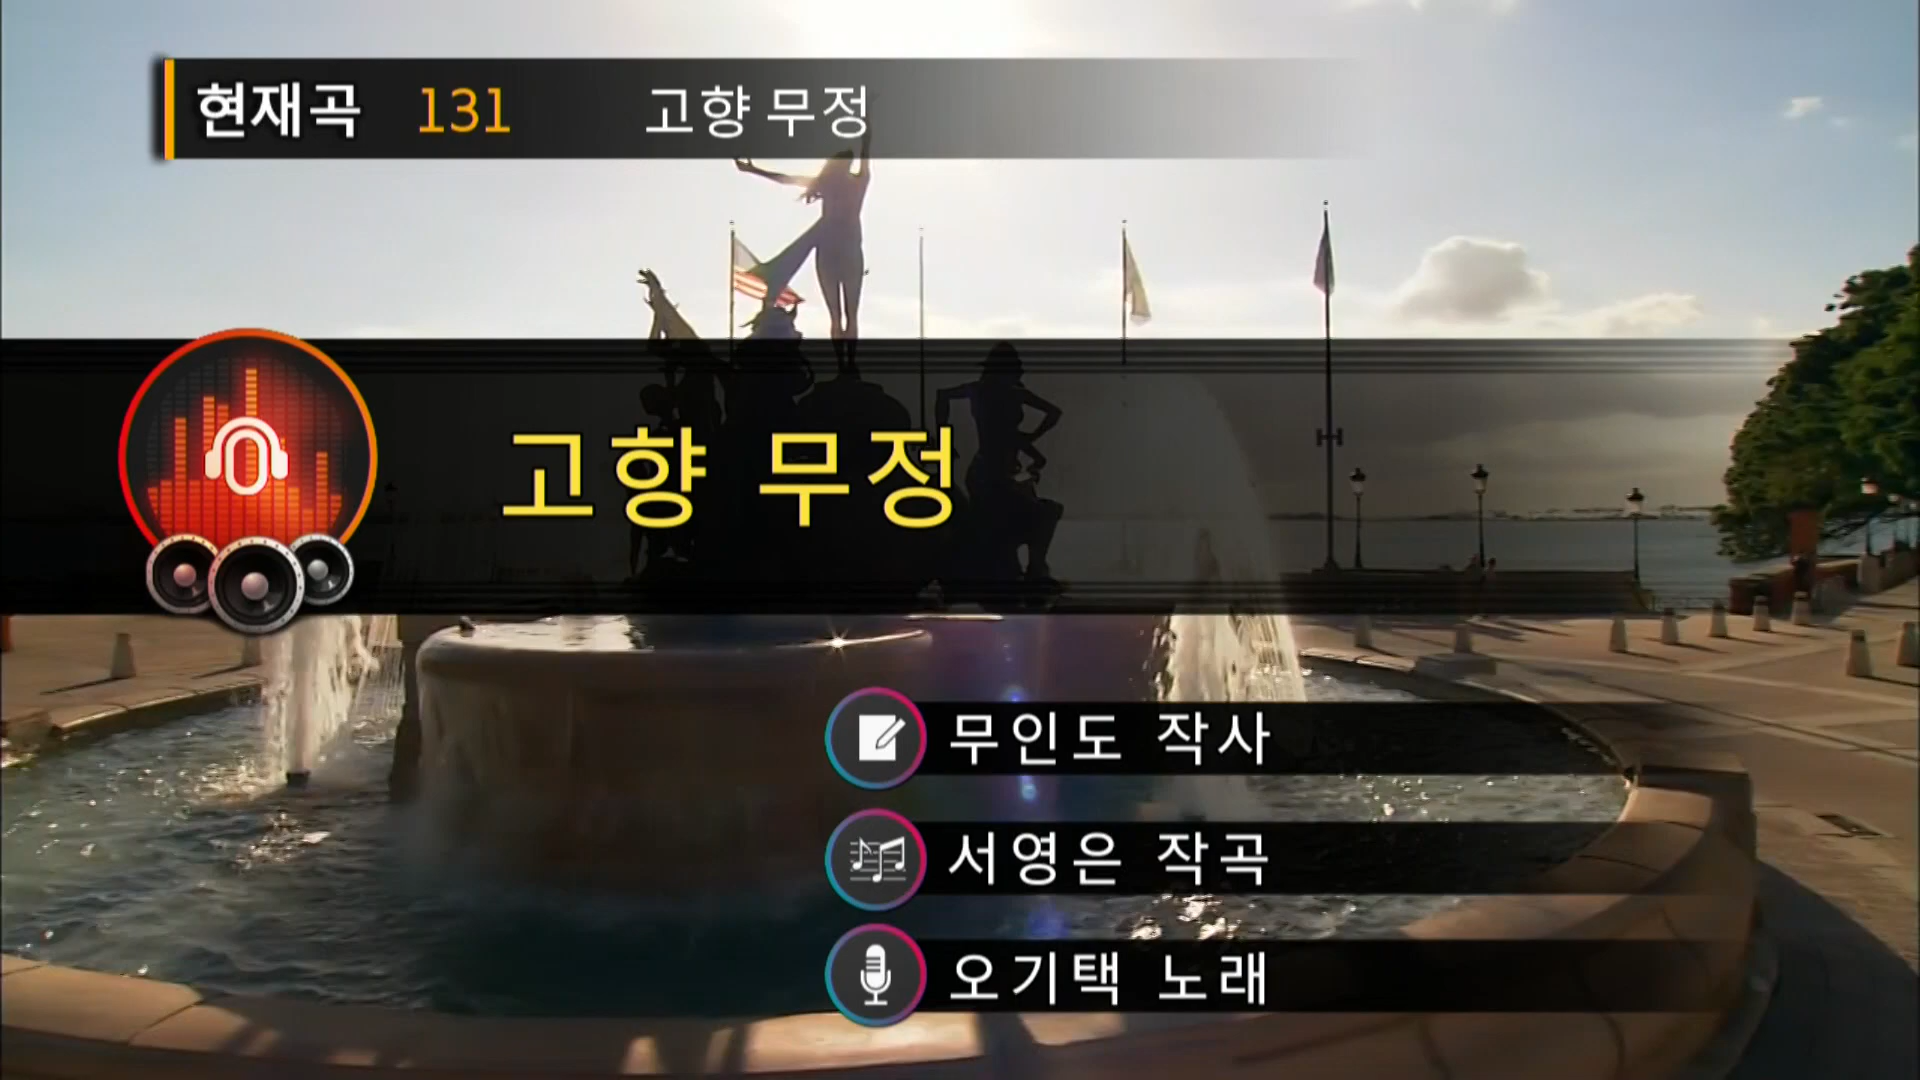 현재곡 131 고향 무정
고향 무정
무인도 작사
서영은 작곡
오기택 노래